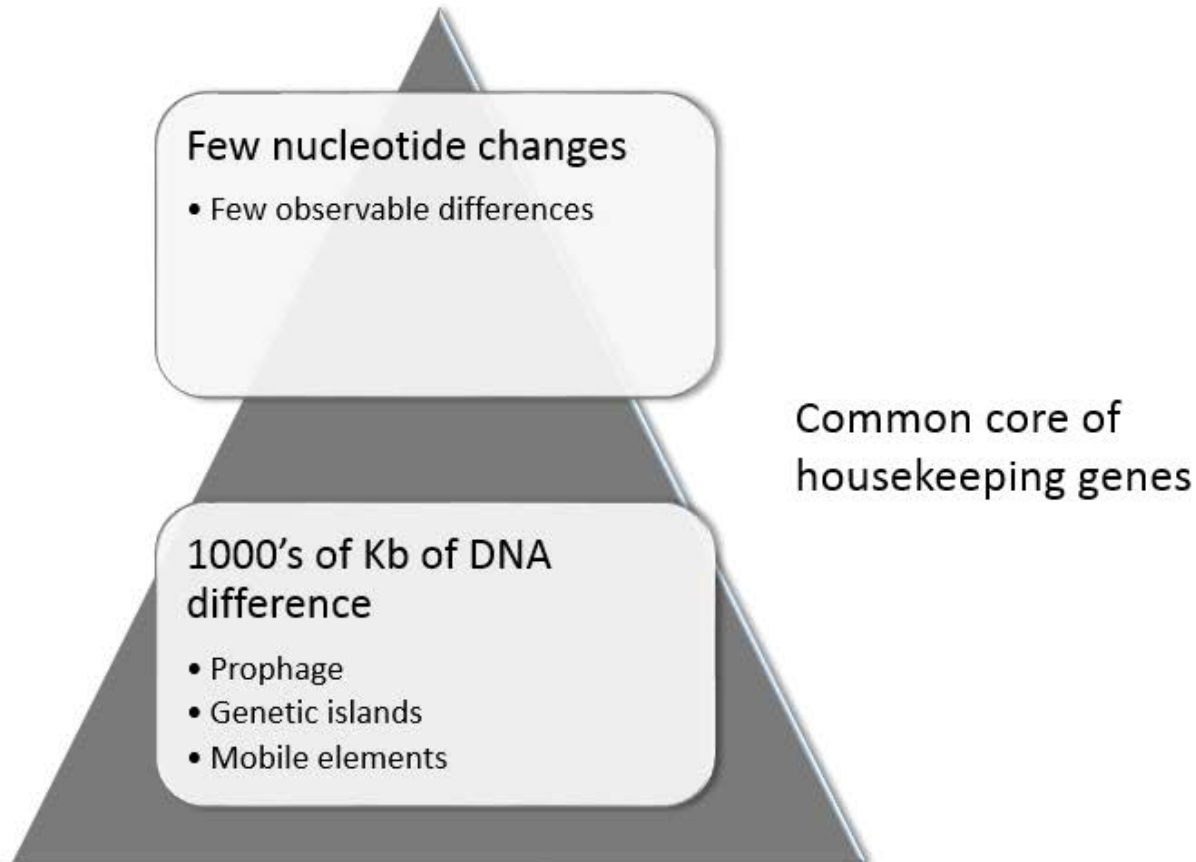 Few nucleotide changes
• Few observable differences
Common core of
housekeeping genes
1000's of Kb of DNA
difference
• Prophage
• Genetic islands
• Mobile elements